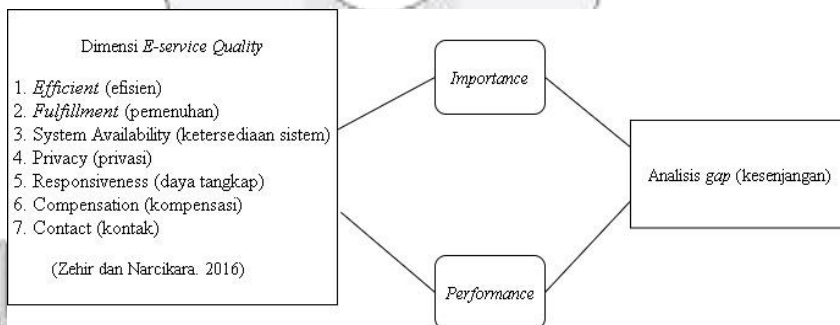 Dimensi E-service Quality
1. Efficient (efisien)
2. Fulfillment (pemenuhan)
3. System Availability (ketersediaan sistem)
4. Privacy (privasi)
5. Responsiveness (daya tangkap)
6. Compensation (kompensasi)
7. Contact (kontak)
(Zehir dan Narcikara. 2016)
Importance
Performance
Analisis gap (kesenjangan)